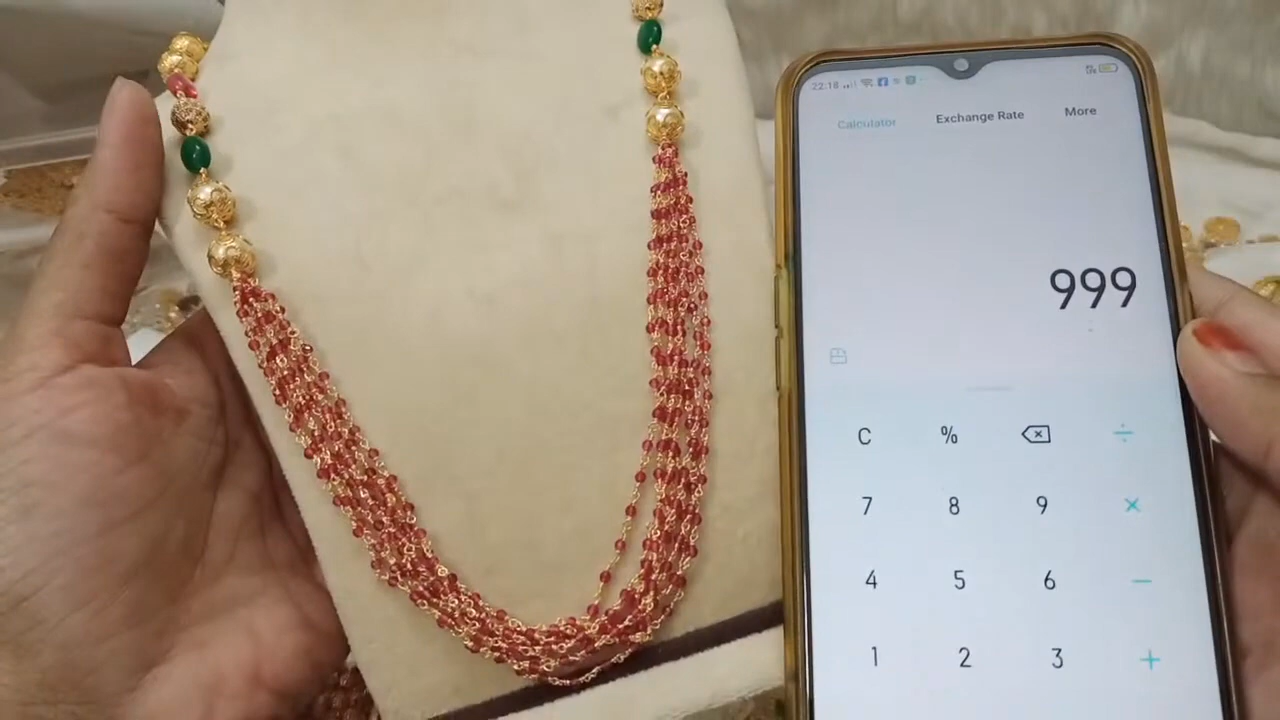 22:18
Calculator Exchange Rate More
999
C % ÷
7 8 9 ×
4 5 6 −
1 2 3 +